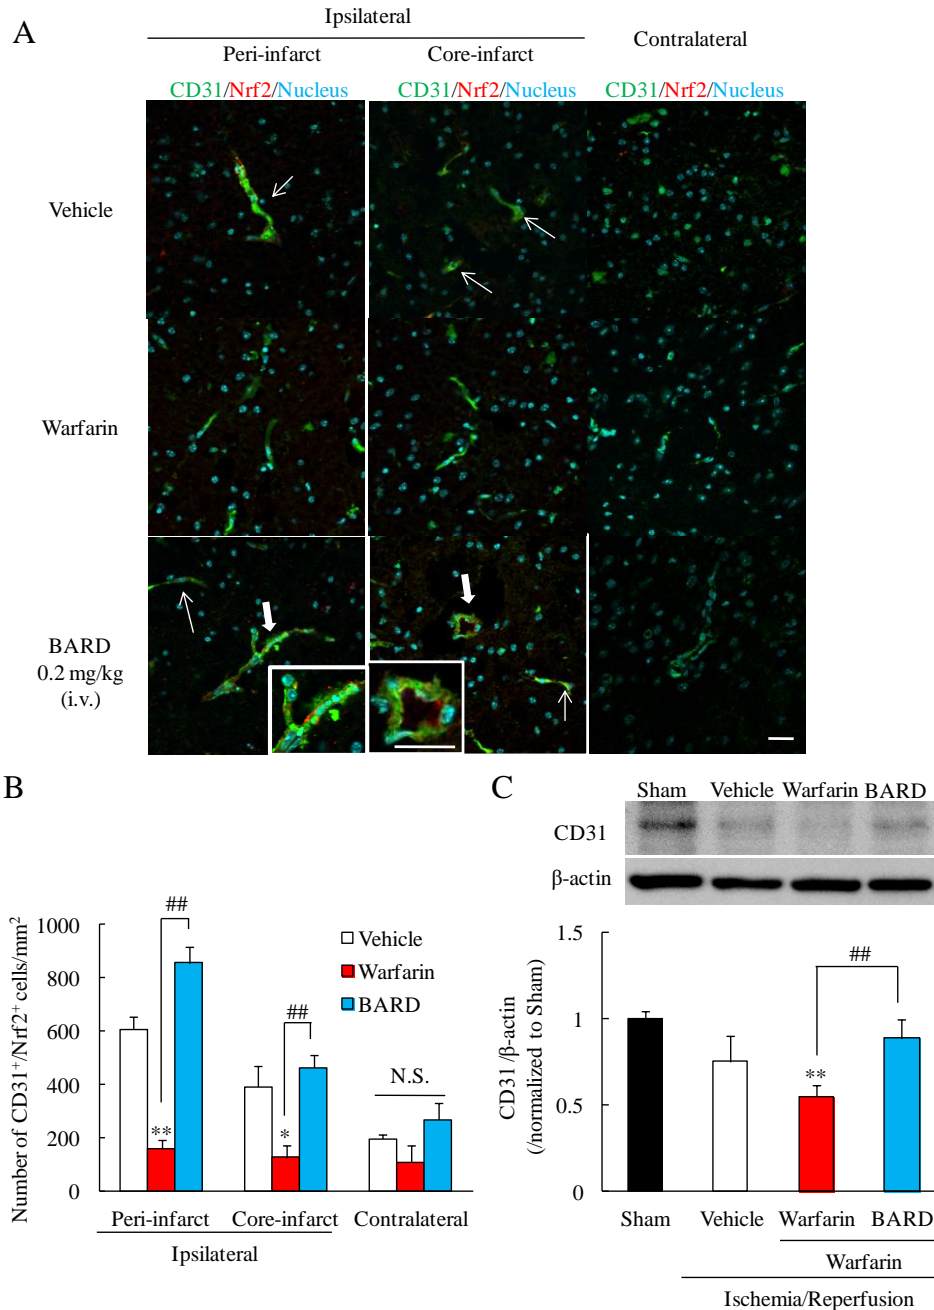 A
Ipsilateral
Peri-infarct Core-infarct Contralateral
CD31/Nrf2/Nucleus CD31/Nrf2/Nucleus CD31/Nrf2/Nucleus
Vehicle
Warfarin
BARD
0.2 mg/kg
(i.v.)
B
Number of CD31⁺/Nrf2⁺ cells/mm²
1000
800
600
400
200
0
##
##
**
*
N.S.
Vehicle
Warfarin
BARD
Peri-infarct Core-infarct Contralateral
Ipsilateral
C
Sham Vehicle Warfarin BARD
CD31
β-actin
CD31/β-actin
(/normalized to Sham)
1.5
1
0.5
0
##
**
Sham Vehicle Warfarin BARD
Warfarin
Ischemia/Reperfusion